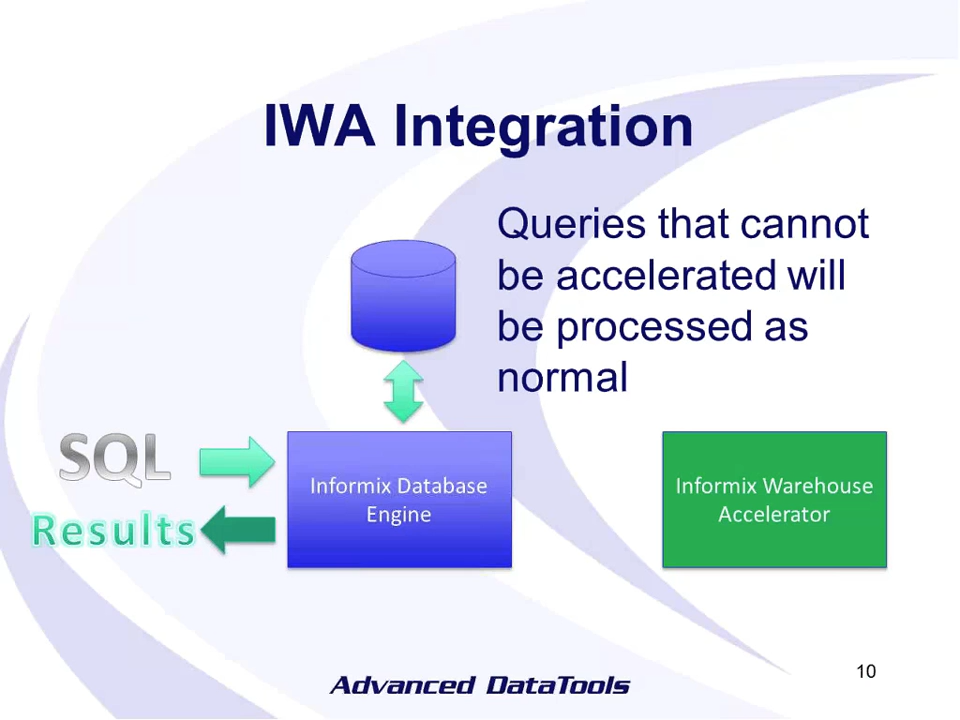 IWA Integration
Queries that cannot
be accelerated will
be processed as
normal
SQL
Results
Informix Database
Engine
Informix Warehouse
Accelerator
Advanced DataTools
10